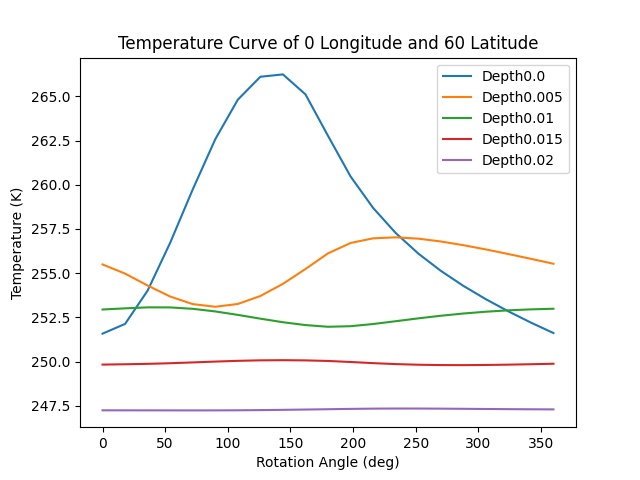 Temperature Curve of 0 Longitude and 60 Latitude
Depth0.0
Depth0.005
Depth0.01
Depth0.015
Depth0.02
Temperature (K)
265.0
262.5
260.0
257.5
255.0
252.5
250.0
247.5
0 50 100 150 200 250 300 350
Rotation Angle (deg)